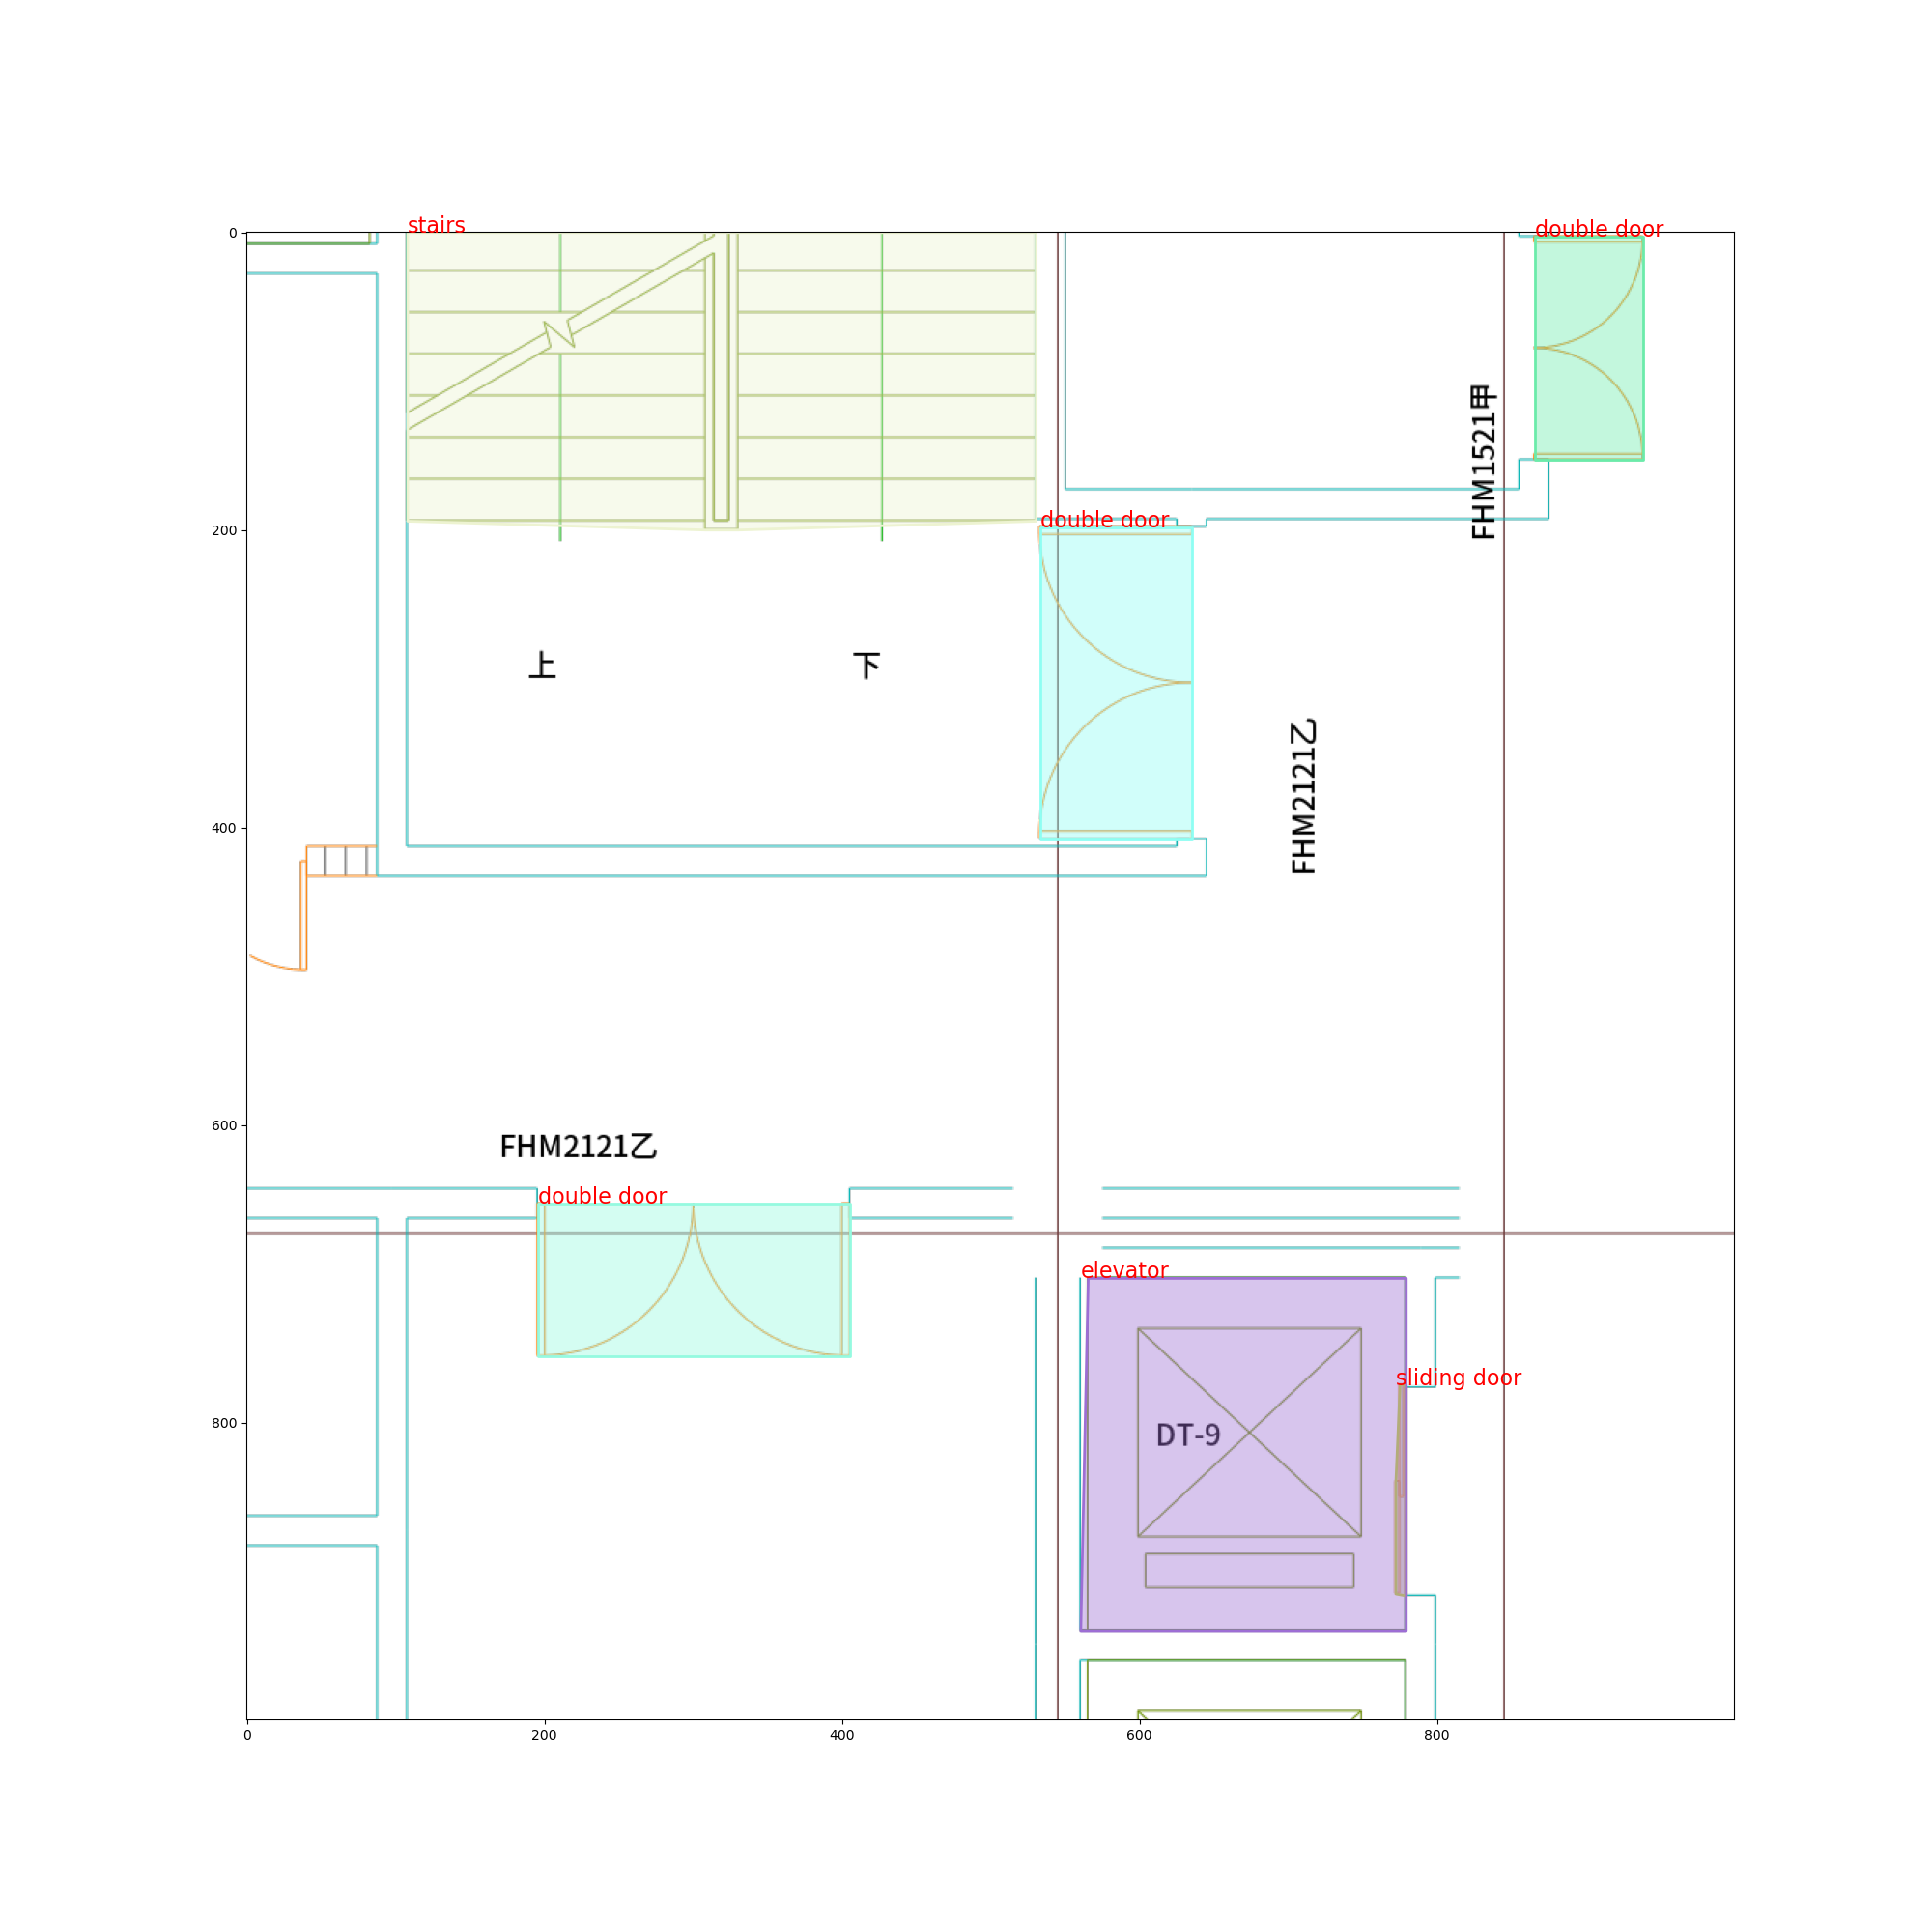 stairs
double door
0
FHM1521甲
double door
200
上
下
FHM2121乙
400
600
FHM2121乙
double door
elevator
sliding door
DT-9
800
0
200
400
600
800